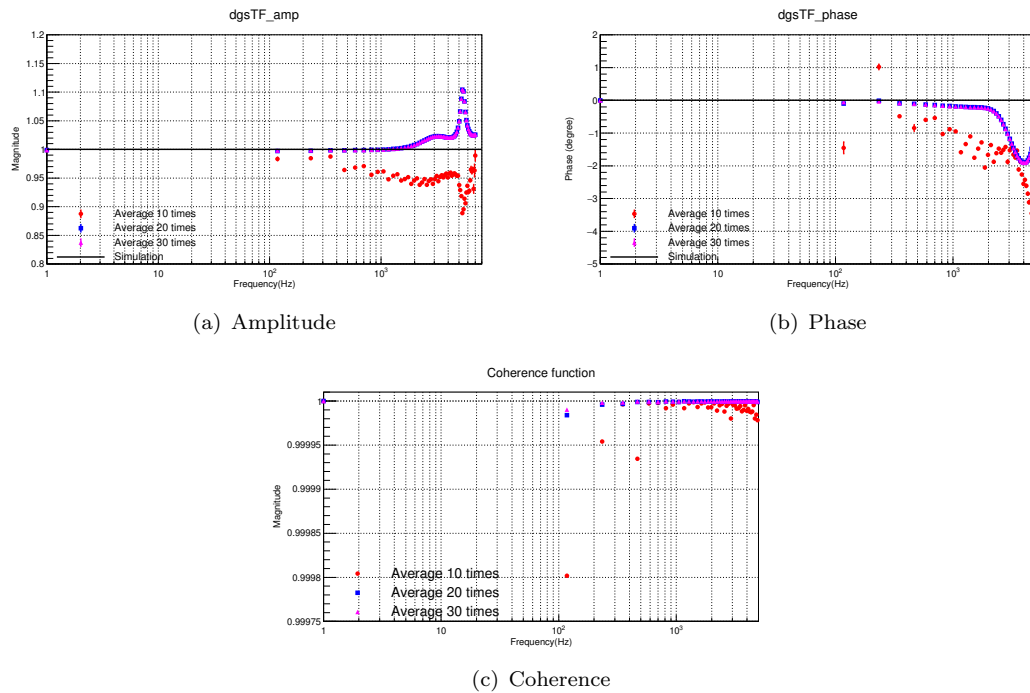 dgsTF_amp
Magnitude
1.2
1.15
1.1
1.05
1
0.95
0.9
0.85
0.8
Average 10 times
Average 20 times
Average 30 times
Simulation
1
10
10²
10³
Frequency(Hz)
(a) Amplitude
dgsTF_phase
Phase (degree)
2
1
0
−1
−2
−3
−4
−5
Average 10 times
Average 20 times
Average 30 times
Simulation
1
10
10²
10³
Frequency(Hz)
(b) Phase
Coherence function
Magnitude
1
0.99995
0.9999
0.99985
0.9998
0.99975
Average 10 times
Average 20 times
Average 30 times
1
10
10²
10³
Frequency(Hz)
(c) Coherence